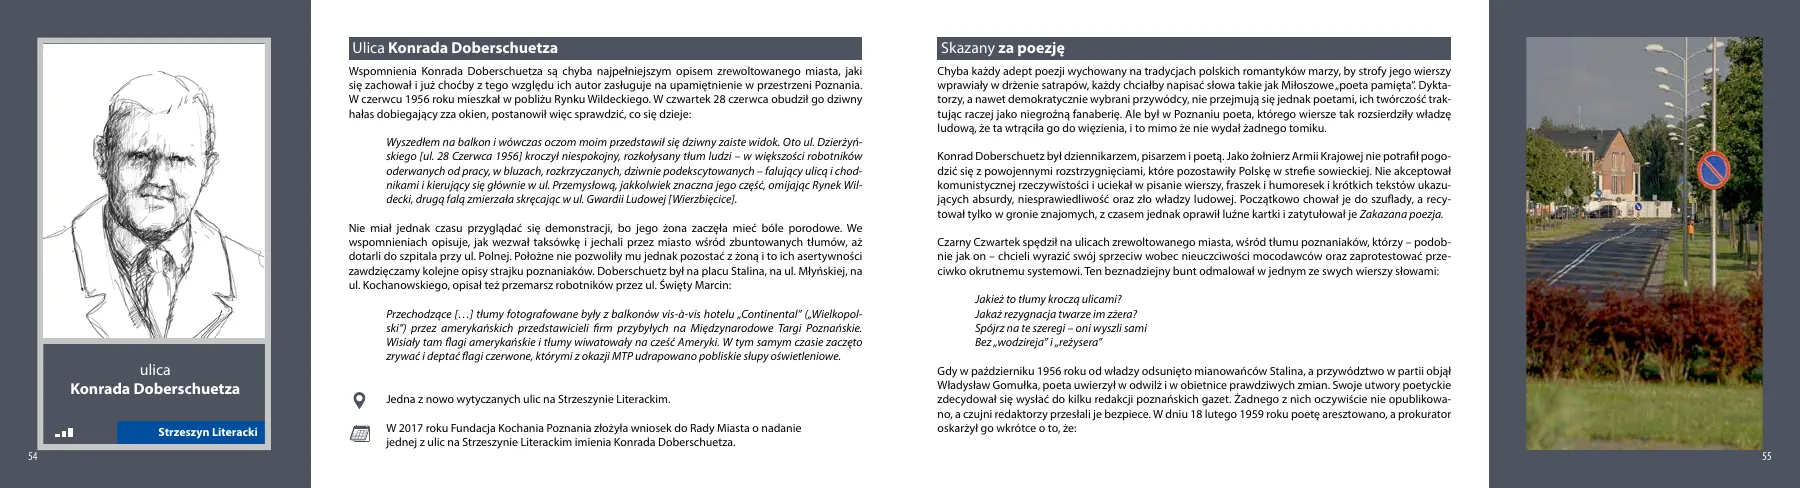 ulica
Konrada Doberschuetza
Strzeszyn Literacki
54
Ulica Konrada Doberschuetza
Wspomnienia Konrada Doberschuetza są chyba najpełniejszym opisem zrewoltowanego miasta, jaki
się zachował i już choćby z tego względu ich autor zasługuje na upamiętnienie w przestrzeni Poznania.
W czerwcu 1956 roku mieszkał w pobliżu Rynku Wildeckiego. W czwartek 28 czerwca obudził go dziwny
hałas dobiegający zza okien, postanowił więc sprawdzić, co się dzieje:
Wyszedłem na balkon i wówczas oczom moim przedstawił się dziwny zaiste widok. Oto ul. Dzierżyń-
skiego [ul. 28 Czerwca 1956] kroczył niespokojny, rozkołysany tłum ludzi – w większości robotników
oderwanych od pracy, w bluzach, rozkrzyczanych, dziwnie podekscytowanych – falujący ulicą i chod-
nikami i kierujący się głównie w ul. Przemysłową, jakkolwiek znaczna jego część, omijając Rynek Wil-
decki, drugą falą zmierzała skręcając w ul. Gwardii Ludowej [Wierzbięcice].
Nie miał jednak czasu przyglądać się demonstracji, bo jego żona zaczęła mieć bóle porodowe. We
wspomnieniach opisuje, jak wezwał taksówkę i jechali przez miasto wśród zbuntowanych tłumów, aż
dotarli do szpitala przy ul. Polnej. Położne nie pozwoliły mu jednak pozostać z żoną i to ich asertywności
zawdzięczamy kolejne opisy strajku poznaniaków. Doberschuetz był na placu Stalina, na ul. Młyńskiej, na
ul. Kochanowskiego, opisał też przemarsz robotników przez ul. Święty Marcin:
Przechodzące […] tłumy fotografowane były z balkonów vis-à-vis hotelu „Continental” („Wielkopol-
ski”) przez amerykańskich przedstawicieli firm przybyłych na Międzynarodowe Targi Poznańskie.
Wisiały tam flagi amerykańskie i tłumy wiwatowały na cześć Ameryki. W tym samym czasie zaczęto
zrywać i deptać flagi czerwone, którymi z okazji MTP udrapowano pobliskie słupy oświetleniowe.
Jedna z nowo wytyczanych ulic na Strzeszynie Literackim.
W 2017 roku Fundacja Kochania Poznania złożyła wniosek do Rady Miasta o nadanie
jednej z ulic na Strzeszynie Literackim imienia Konrada Doberschuetza.
Skazany za poezję
Chyba każdy adept poezji wychowany na tradycjach polskich romantyków marzy, by strofy jego wierszy
wprawiały w drżenie satrapów, każdy chciałby napisać słowa takie jak Miłoszowe „poeta pamięta”. Dykta-
torzy, a nawet demokratycznie wybrani przywódcy, nie przejmują się jednak poetami, ich twórczość trak-
tując raczej jako niegroźną fanaberię. Ale był w Poznaniu poeta, którego wiersze tak rozsierdziły władzę
ludową, że ta wtrąciła go do więzienia, i to mimo że nie wydał żadnego tomiku.
Konrad Doberschuetz był dziennikarzem, pisarzem i poetą. Jako żołnierz Armii Krajowej nie potrafił pogo-
dzić się z powojennymi rozstrzygnięciami, które pozostawiły Polskę w strefie sowieckiej. Nie akceptował
komunistycznej rzeczywistości i uciekał w pisanie wierszy, fraszek i humoresek i krótkich tekstów ukazu-
jących absurdy, niesprawiedliwość oraz zło władzy ludowej. Początkowo chował je do szuflady, a recy-
tował tylko w gronie znajomych, z czasem jednak oprawił luźne kartki i zatytułował je Zakazana poezja.
Czarny Czwartek spędził na ulicach zrewoltowanego miasta, wśród tłumu poznaniaków, którzy – podob-
nie jak on – chcieli wyrazić swój sprzeciw wobec nieuczciwości mocodawców oraz zaprotestować prze-
ciwko okrutnemu systemowi. Ten beznadziejny bunt odmalował w jednym ze swych wierszy słowami:
Jakież to tłumy kroczą ulicami?
Jakaż rezygnacja twarze im zżera?
Spójrz na te szeregi – oni wyszli sami
Bez „wodzireja” i „reżysera”
Gdy w październiku 1956 roku od władzy odsunięto mianowańców Stalina, a przywództwo w partii objął
Władysław Gomułka, poeta uwierzył w odwilż i w obietnice prawdziwych zmian. Swoje utwory poetyckie
zdecydował się wysłać do kilku redakcji poznańskich gazet. Żadnego z nich oczywiście nie opublikowa-
no, a czujni redaktorzy przesłali je bezpiece. W dniu 18 lutego 1959 roku poetę aresztowano, a prokurator
oskarżył go wkrótce o to, że:
55